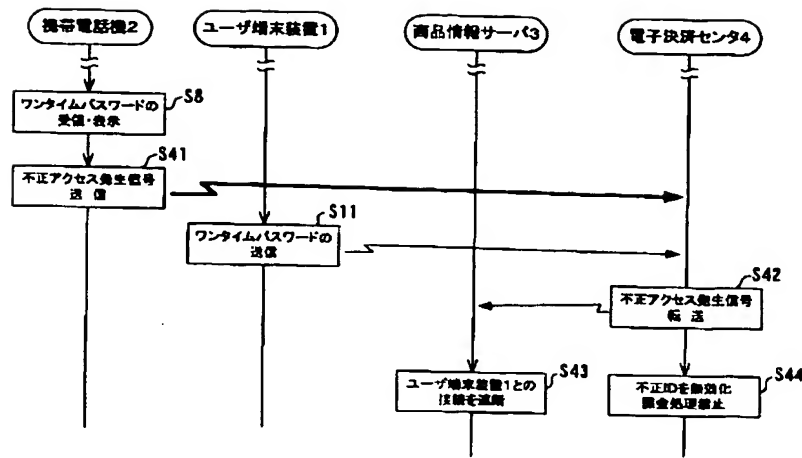 携帯電話機2
ユーザ端末装置1
商品情報サーバ3
電子決済センタ4
S8
ワンタイムパスワードの
受信・表示
S41
不正アクセス発生信号
送信
S11
ワンタイムパスワードの
送信
S42
不正アクセス発生信号
転送
S43
ユーザ端末装置1との
接続を遮断
S44
不正IDを無効化
課金処理禁止